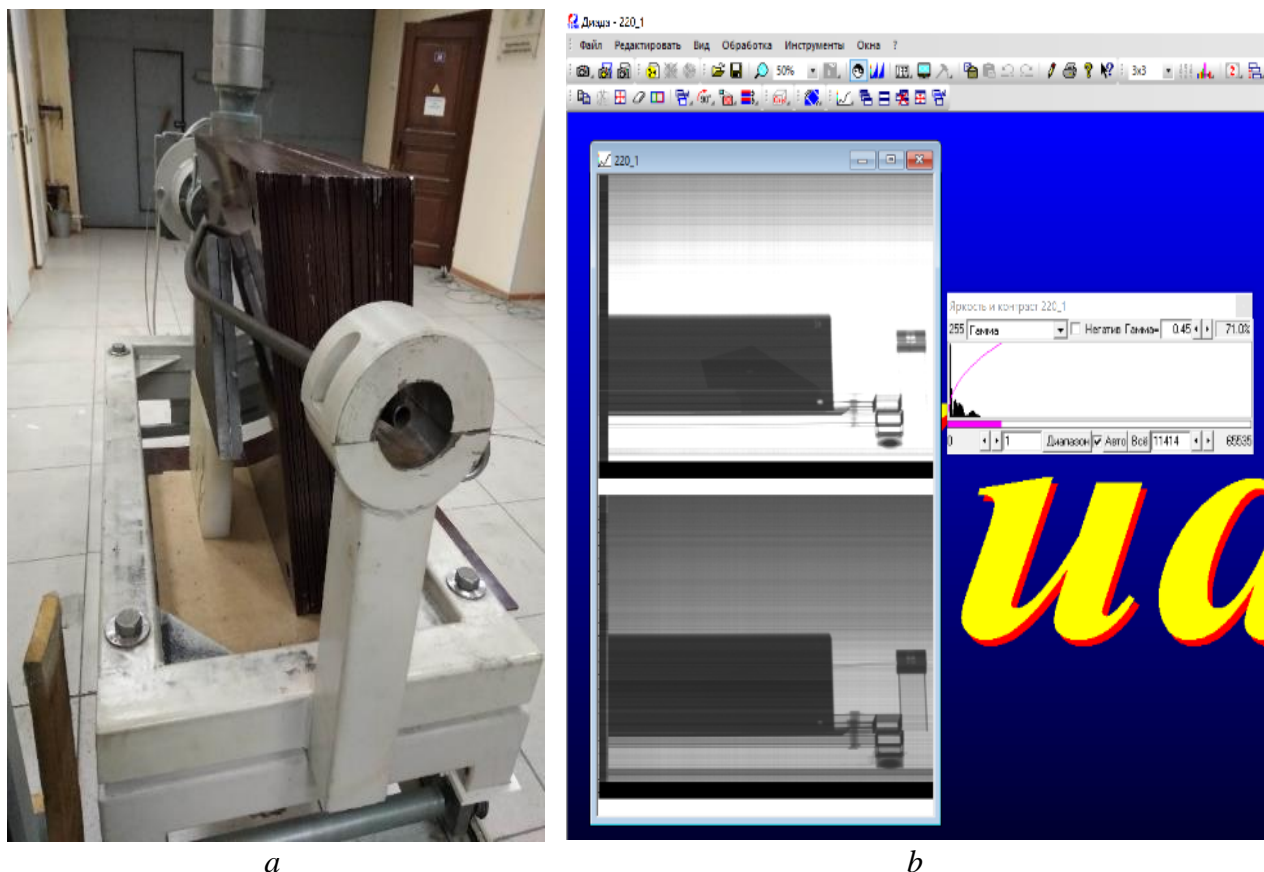 Диада - 220_1
Файл Редактировать Вид Обработка Инструменты Окна ?
50% 3x3
90°
220_1
Яркость и контраст 220_1
255 Гамма Негатив Гамма= 0.45 71.0%
0 1 Диапазон Авто Всё 11414 65535
иа
a b